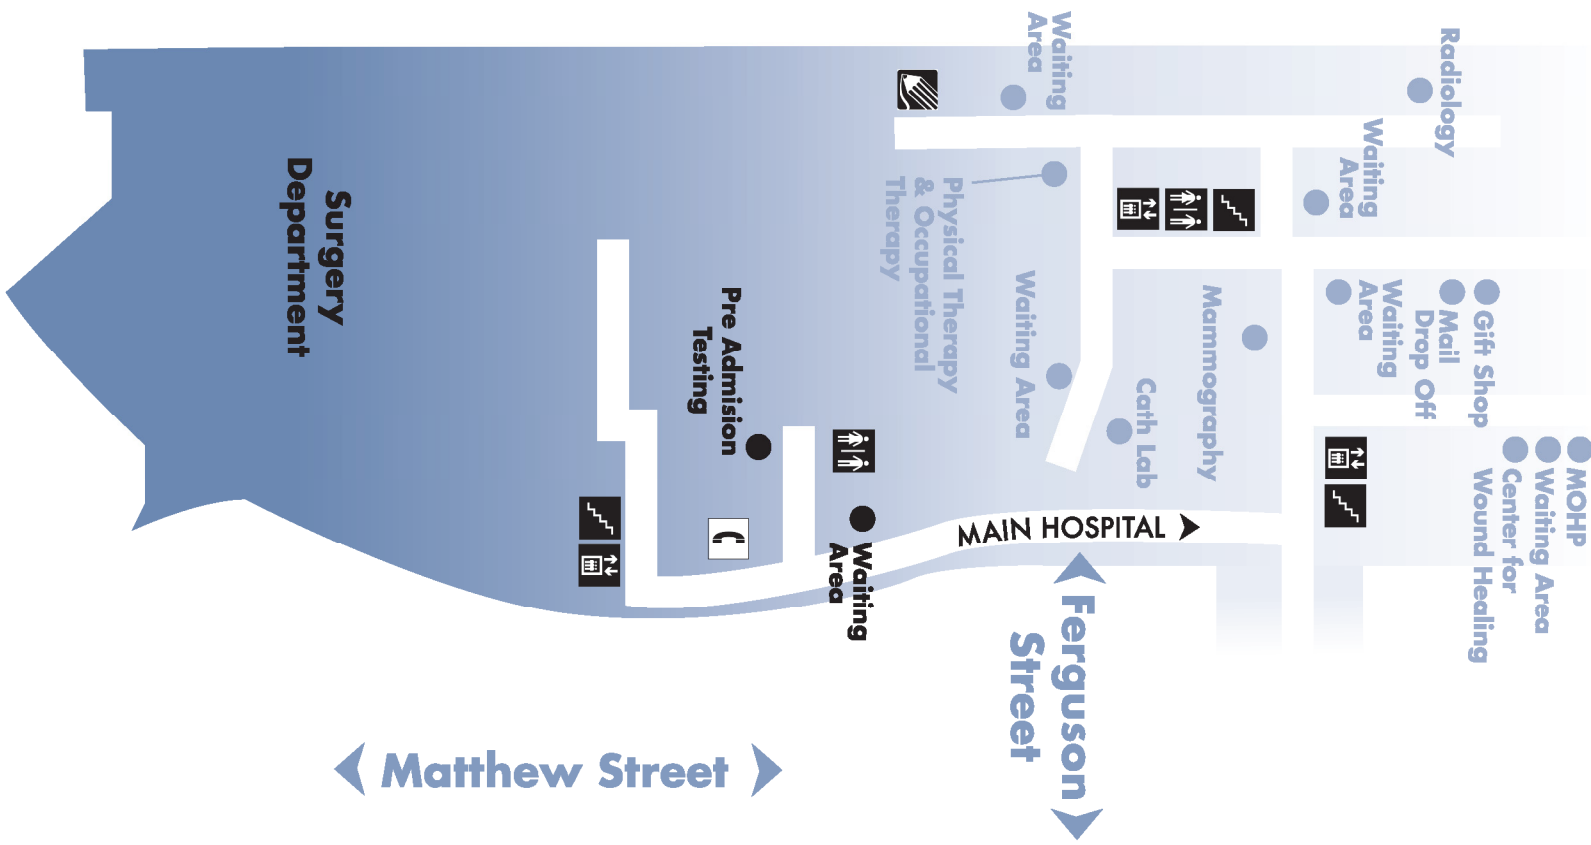 Waiting
Area
Radiology
Waiting
Area
Surgery
Department
Physical Therapy
& Occupational
Therapy
Waiting Area
Mammography
Cath Lab
Waiting
Area
Gift Shop
Mail
Drop Off
Pre Admision
Testing
Waiting
Area
MAIN HOSPITAL
MOHP
Waiting Area
Center for
Wound Healing
Ferguson
Street
Matthew Street